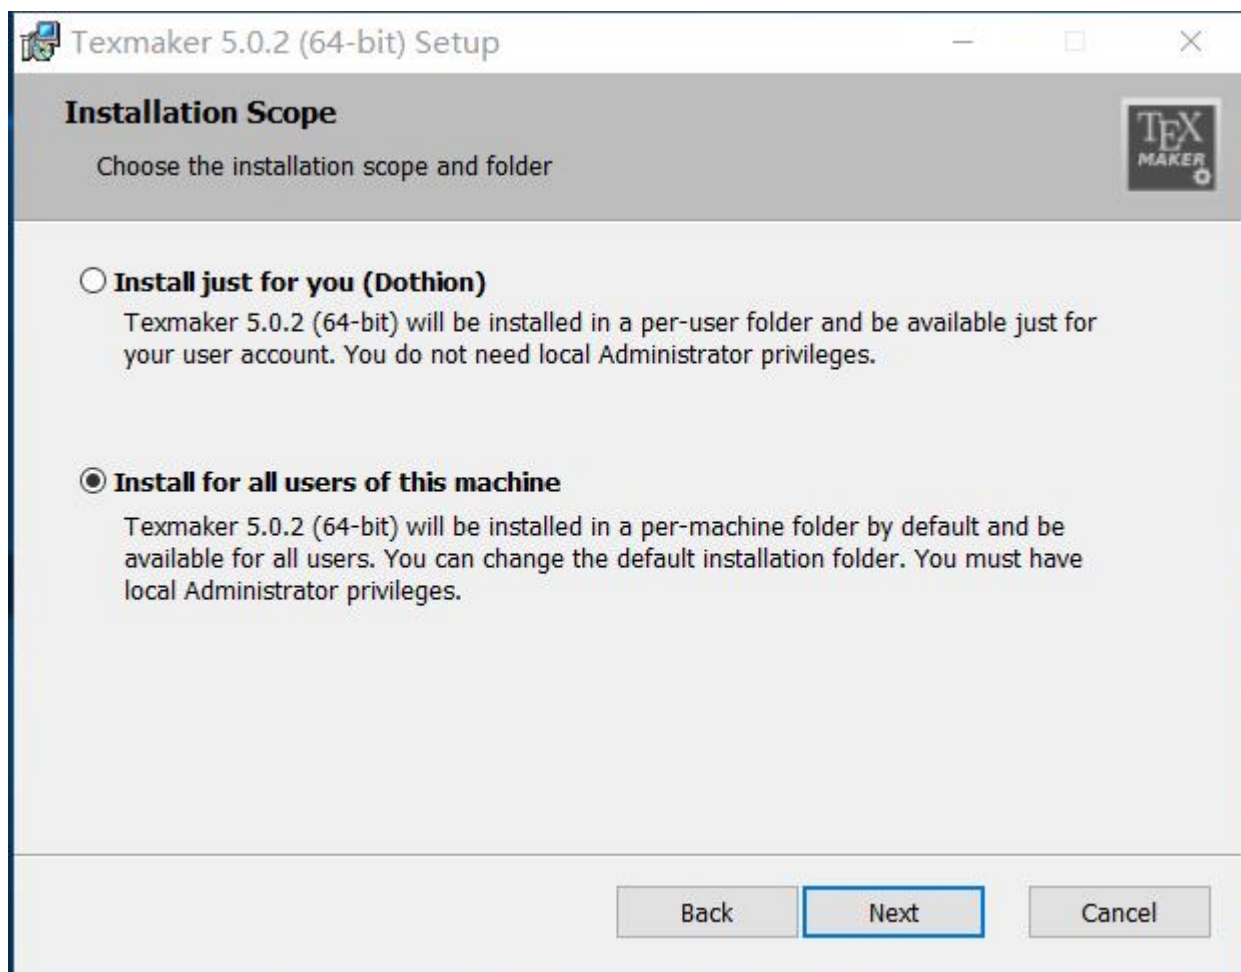 Texmaker 5.0.2 (64-bit) Setup
Installation Scope
Choose the installation scope and folder
TEX
MAKER
Install just for you (Dothion)
Texmaker 5.0.2 (64-bit) will be installed in a per-user folder and be available just for
your user account. You do not need local Administrator privileges.
Install for all users of this machine
Texmaker 5.0.2 (64-bit) will be installed in a per-machine folder by default and be
available for all users. You can change the default installation folder. You must have
local Administrator privileges.
Back Next Cancel